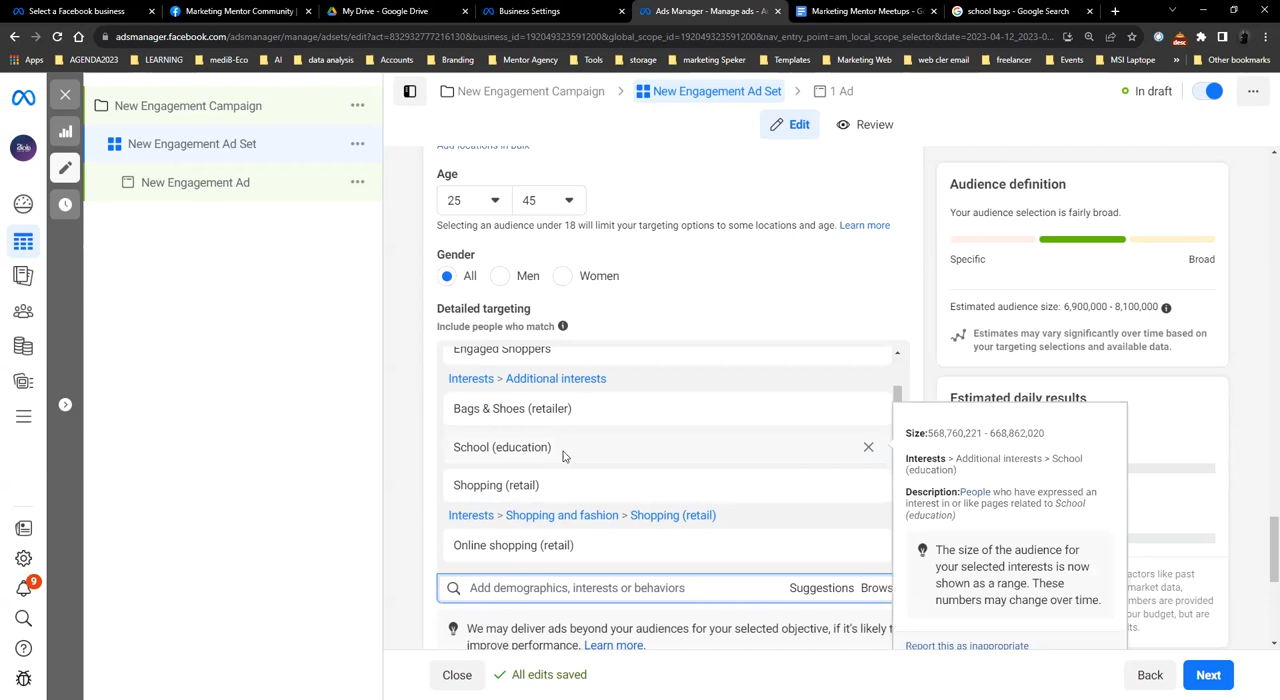 Select a Facebook business
Marketing Mentor Community |
My Drive - Google Drive
Business Settings
Ads Manager - Manage ads - A
Marketing Mentor Meetups - G
school bags - Google Search
adsmanager.facebook.com/adsmanager/manage/adsets/edit?act=832932777216130&business_id=192049323591200&global_scope_id=192049323591200&nav_entry_point=am_local_scope_selector&date=2023-04-12_2023-0...
Apps
AGENDA2023
LEARNING
medi8-Eco
AI
data analysis
Accounts
Branding
Mentor Agency
Tools
storage
marketing Speker
Templates
Marketing Web
web cler email
freelancer
Events
MSI Laptope
Other bookmarks
New Engagement Campaign
New Engagement Ad Set
New Engagement Ad
9
New Engagement Campaign
New Engagement Ad Set
1 Ad
In draft
Edit
Review
Add locations in bulk
Age
25
45
Selecting an audience under 18 will limit your targeting options to some locations and age. Learn more
Gender
All
Men
Women
Detailed targeting
Include people who match
Engaged Shoppers
Interests > Additional interests
Bags & Shoes (retailer)
School (education)
Shopping (retail)
Interests > Shopping and fashion > Shopping (retail)
Online shopping (retail)
Add demographics, interests or behaviors
Suggestions
Brows
We may deliver ads beyond your audiences for your selected objective, if it's likely t
improve performance. Learn more.
Close
All edits saved
Back
Next
Audience definition
Your audience selection is fairly broad.
Specific
Broad
Estimated audience size: 6,900,000 - 8,100,000
Estimates may vary significantly over time based on
your targeting selections and available data.
Estimated daily results
Size:568,760,221 - 668,862,020
Interests > Additional interests > School
(education)
Description:People who have expressed an
interest in or like pages related to School
(education)
The size of the audience for
your selected interests is now
shown as a range. These
numbers may change over time.
Report this as inappropriate
actors like past
market data,
mbers are provided
our budget, but are
lts.